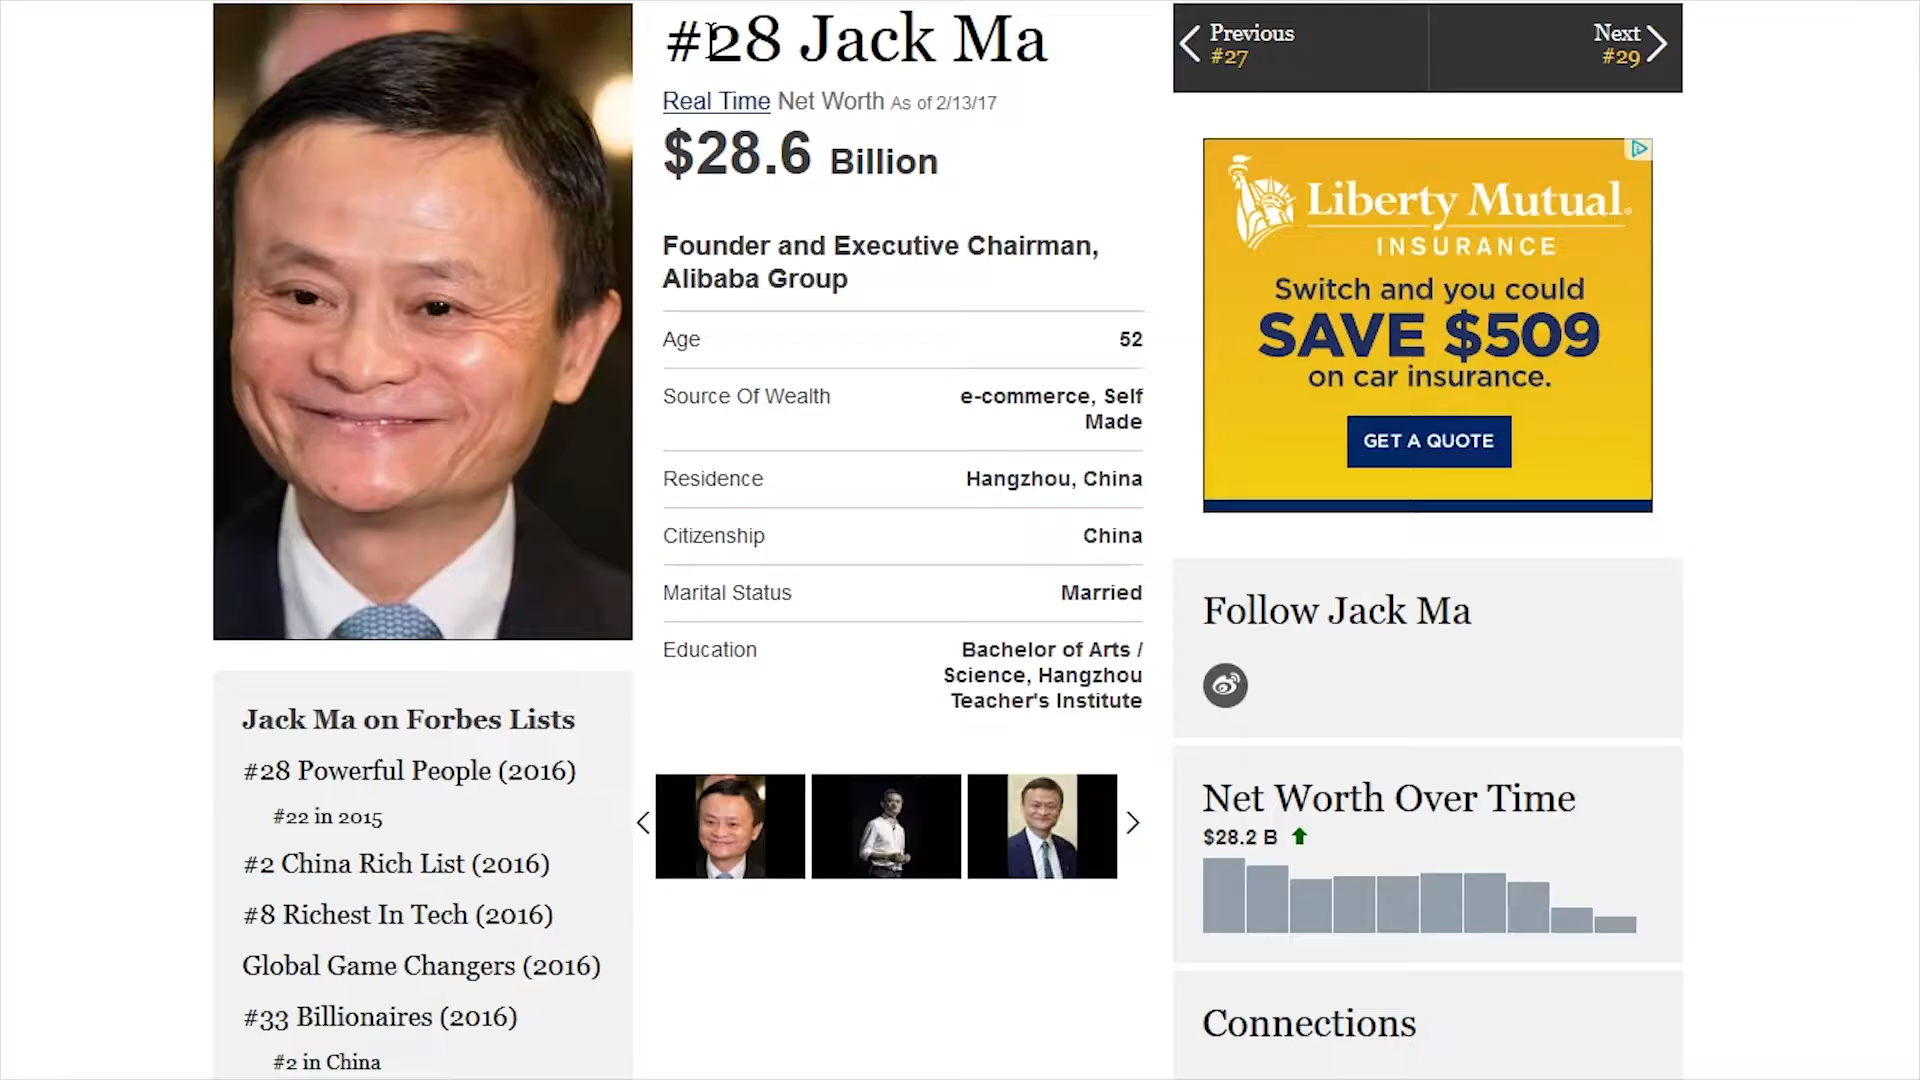 #28 Jack Ma
Real Time Net Worth As of 2/13/17
$28.6 Billion
Founder and Executive Chairman,
Alibaba Group
Age 52
Source Of Wealth e-commerce, Self
Made
Residence Hangzhou, China
Citizenship China
Marital Status Married
Education Bachelor of Arts /
Science, Hangzhou
Teacher's Institute
Jack Ma on Forbes Lists
#28 Powerful People (2016)
#22 in 2015
#2 China Rich List (2016)
#8 Richest In Tech (2016)
Global Game Changers (2016)
#33 Billionaires (2016)
#2 in China
Previous
#27
Next
#29
Liberty Mutual.
INSURANCE
Switch and you could
SAVE $509
on car insurance.
GET A QUOTE
Follow Jack Ma
Net Worth Over Time
$28.2 B
Connections